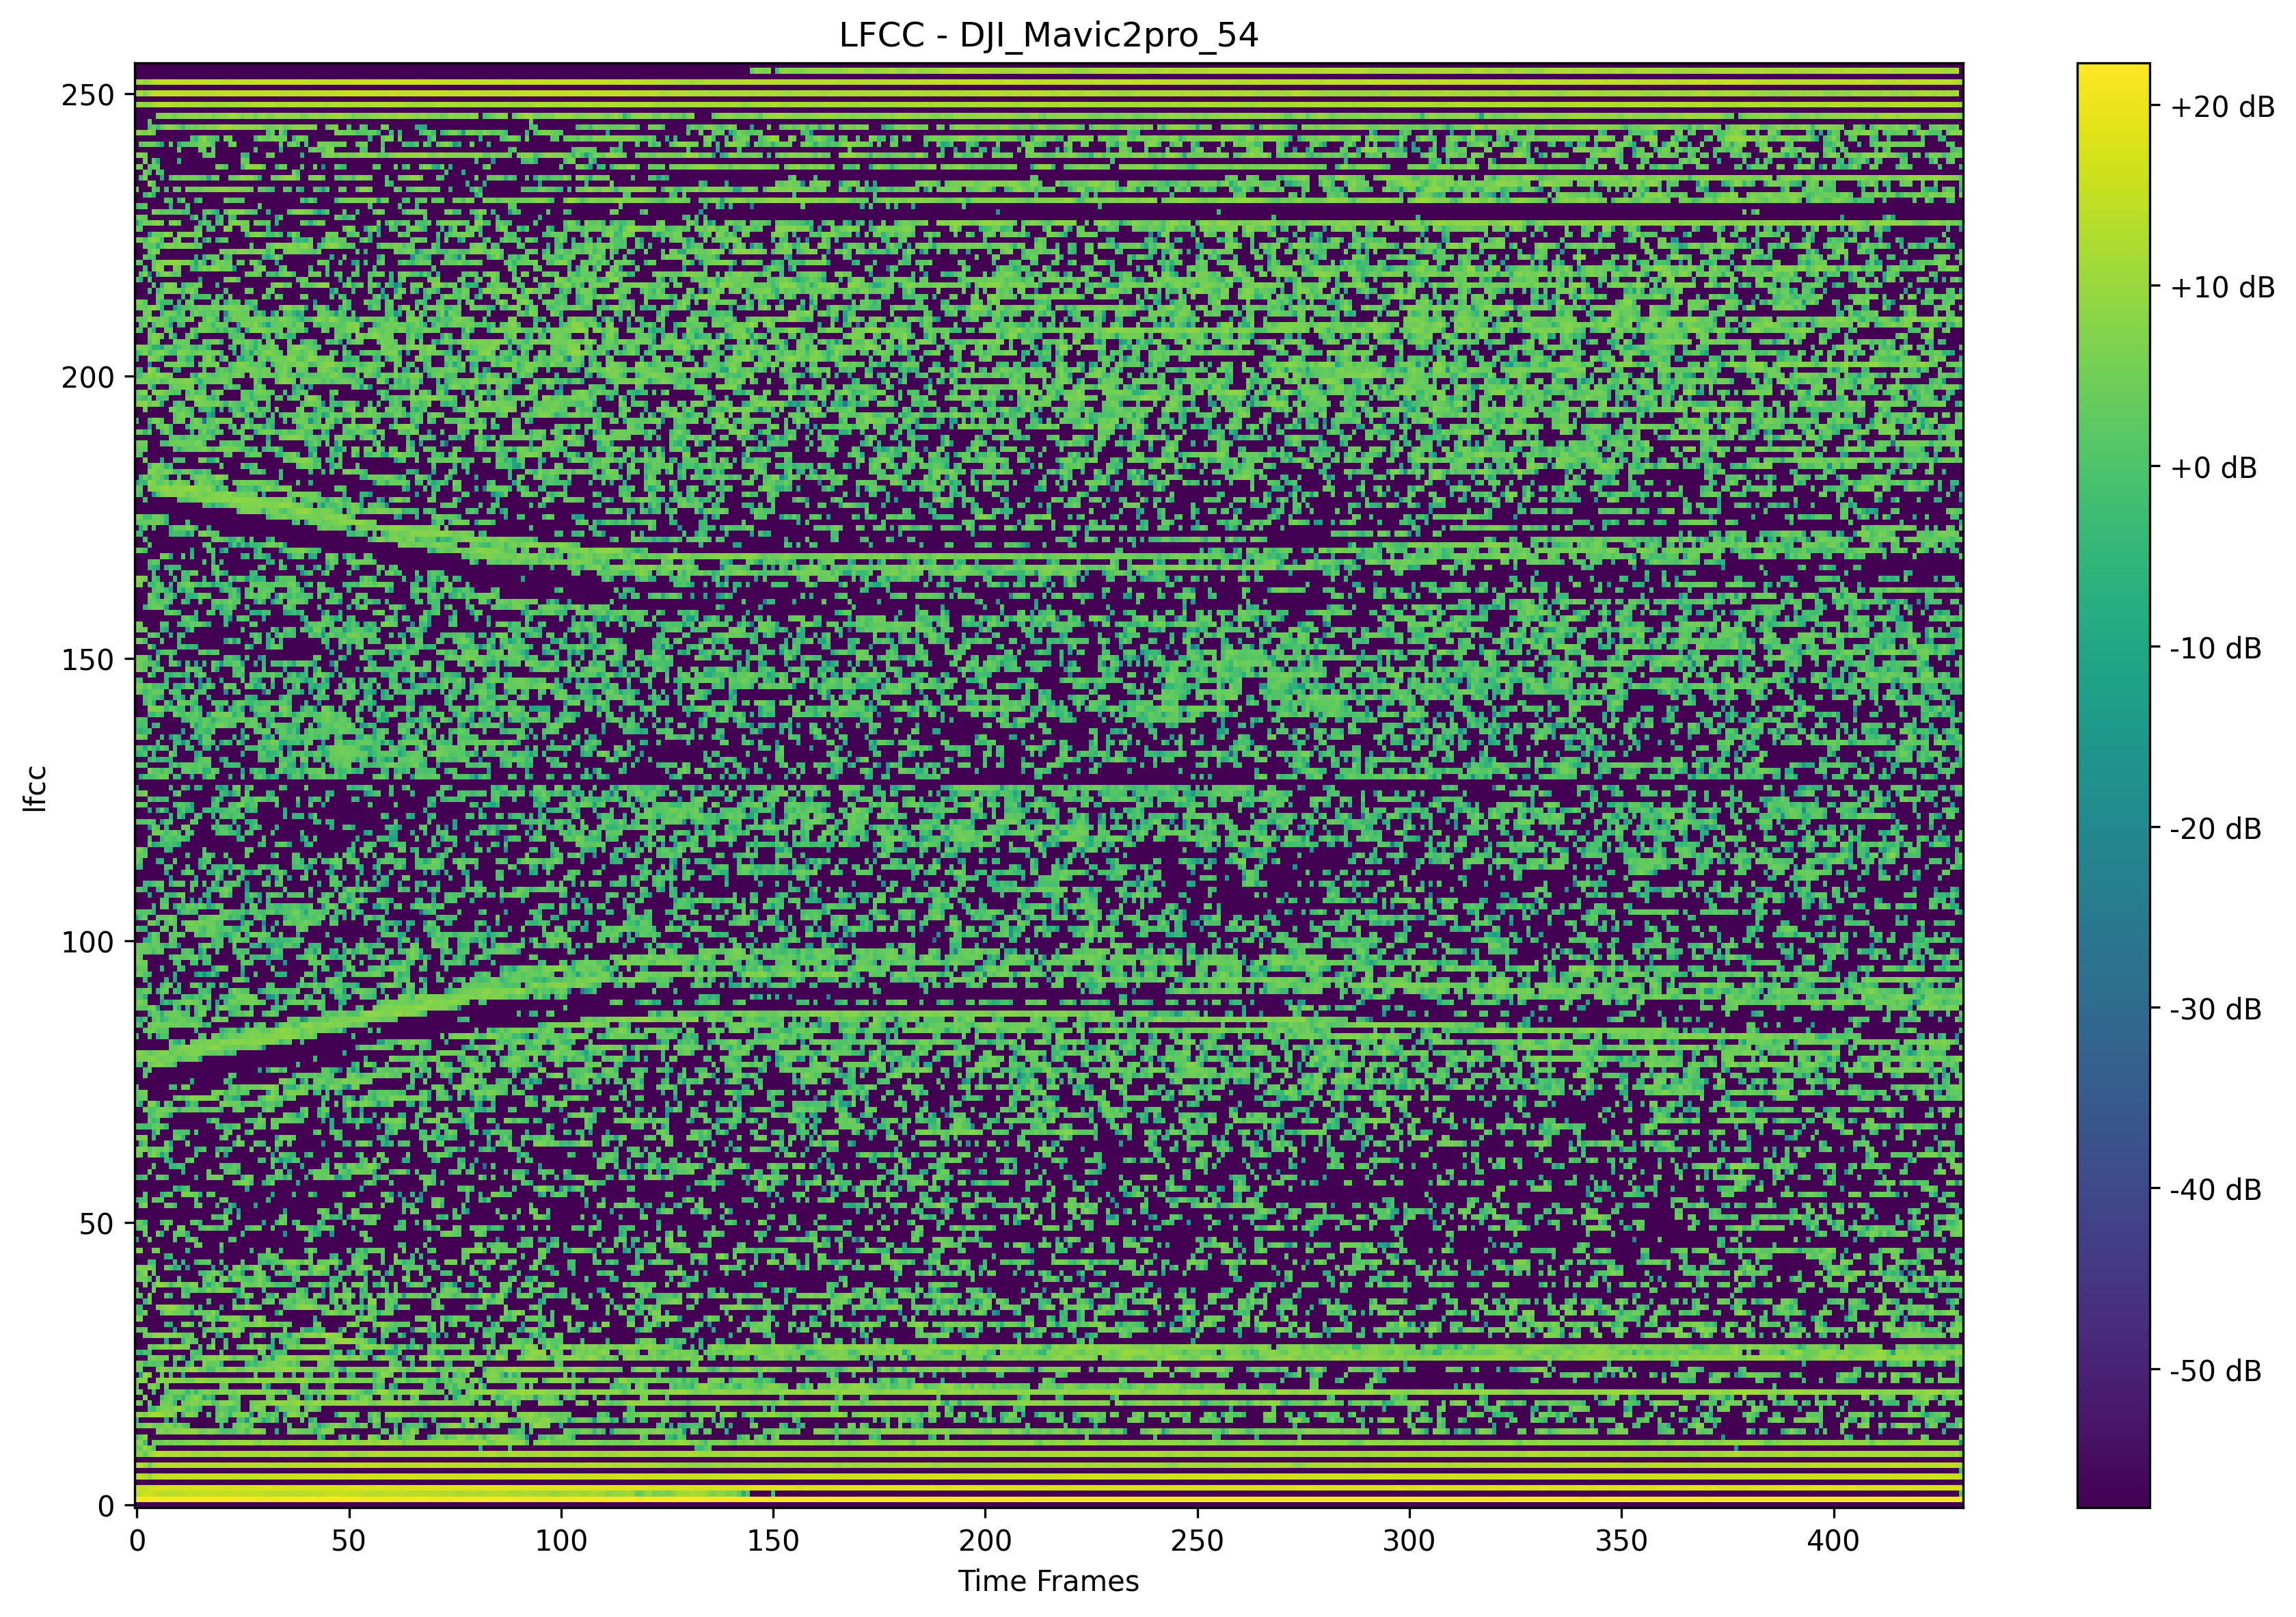 LFCC - DJI_Mavic2pro_54
250
200
150
100
50
0
lfcc
0 50 100 150 200 250 300 350 400
Time Frames
+20 dB
+10 dB
+0 dB
-10 dB
-20 dB
-30 dB
-40 dB
-50 dB